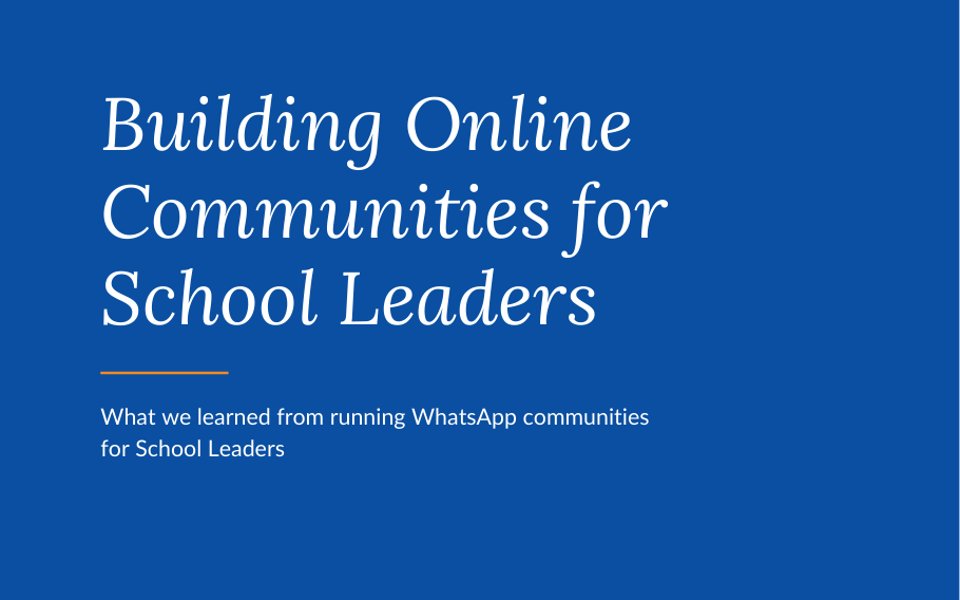 Building Online
Communities for
School Leaders
What we learned from running WhatsApp communities
for School Leaders